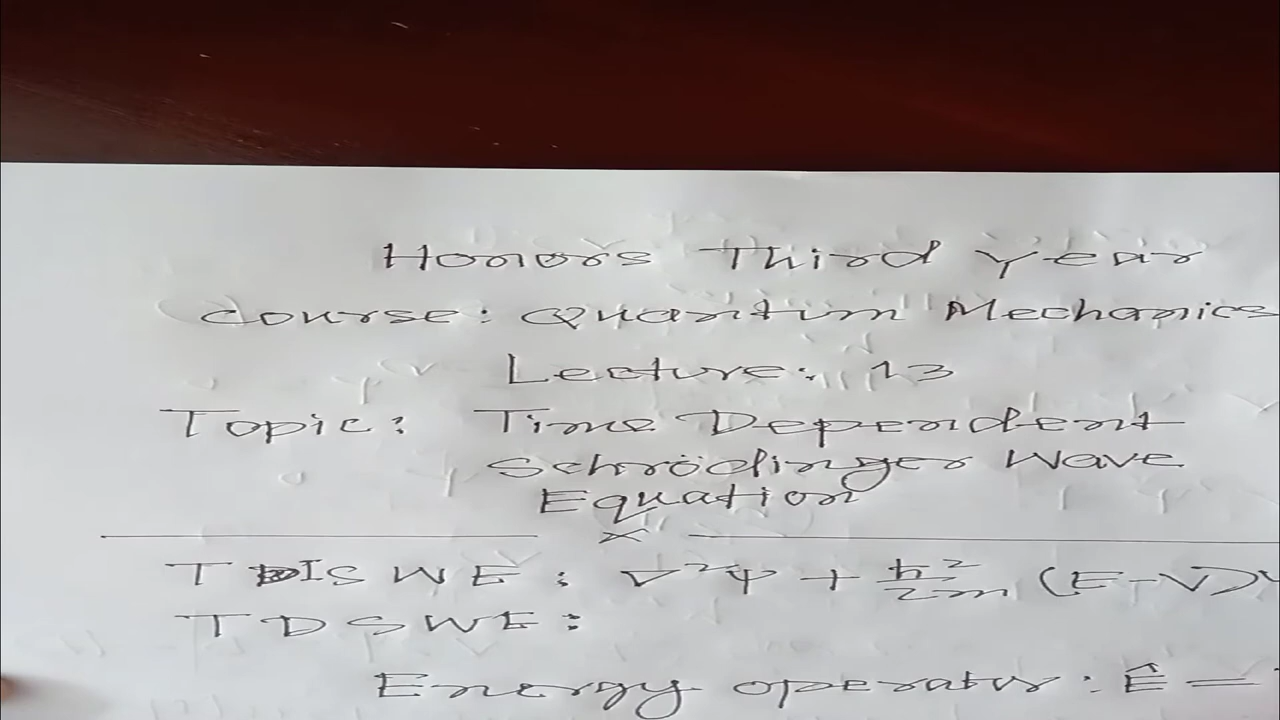 Honors Third Year
Course: Quantum Mechanics
Lecture: 13
Topic: Time Dependent
Schrödinger Wave
Equation
x
TISWE: ∇²ψ + ħ²/2m (E-V)
TDSWE:
Energy operator: Ê =